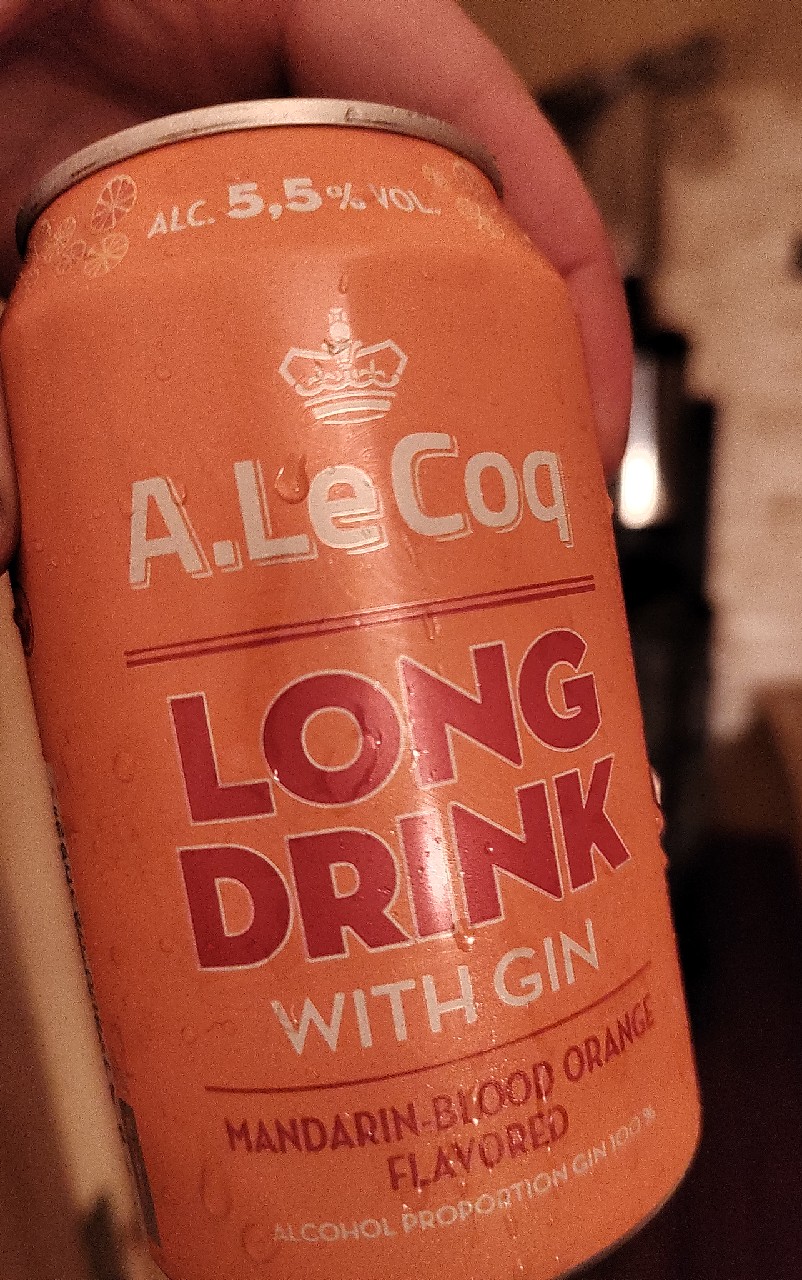 ALC. 5,5% VOL.
A.Le Coq
LONG
DRINK
WITH GIN
MANDARIN-BLOOD ORANGE
FLAVORED
ALCOHOL PROPORTION GIN 100%